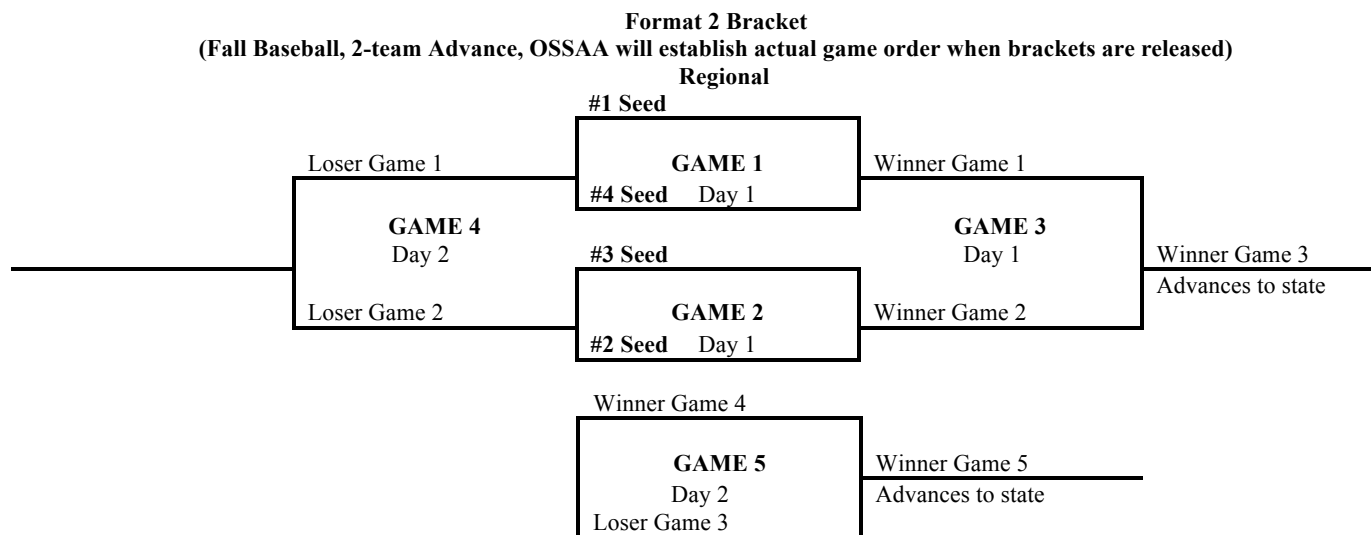 Format 2 Bracket
(Fall Baseball, 2-team Advance, OSSAA will establish actual game order when brackets are released)
Regional
#1 Seed
Loser Game 1
GAME 1
Winner Game 1
#4 Seed Day 1
GAME 4
GAME 3
Day 2
#3 Seed
Day 1
Winner Game 3
Advances to state
Loser Game 2
GAME 2
Winner Game 2
#2 Seed Day 1
Winner Game 4
GAME 5
Winner Game 5
Day 2
Advances to state
Loser Game 3